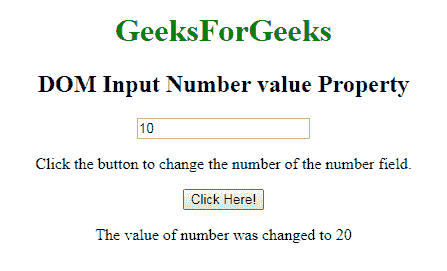 GeeksForGeeks
DOM Input Number value Property
10
Click the button to change the number of the number field.
Click Here!
The value of number was changed to 20